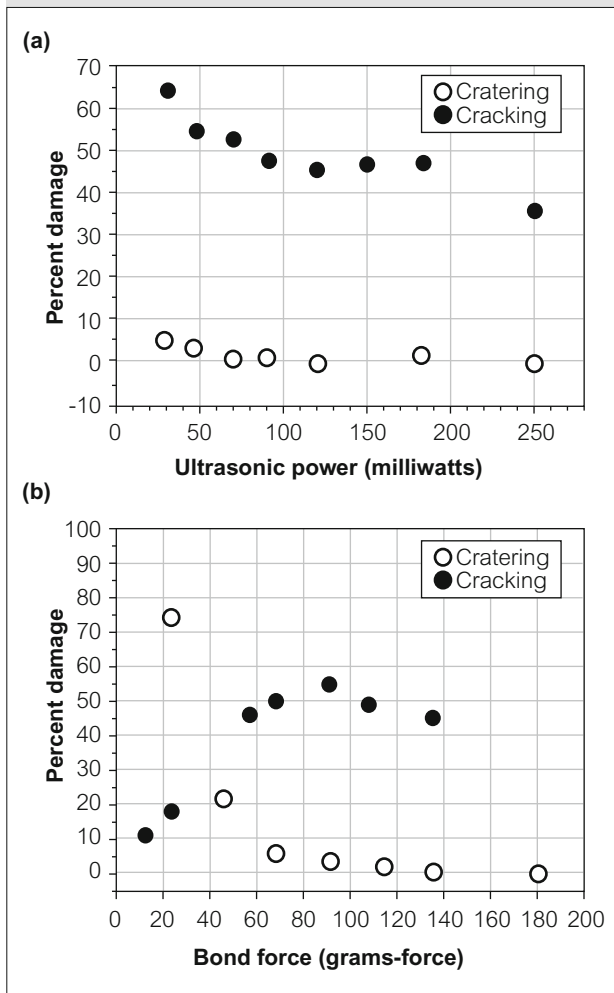 (a)
70
60
50
40
30
20
10
0
-10
Cratering
Cracking
Percent damage
0 50 100 150 200 250
Ultrasonic power (milliwatts)
(b)
100
90
80
70
60
50
40
30
20
10
0
Cratering
Cracking
Percent damage
0 20 40 60 80 100 120 140 160 180 200
Bond force (grams-force)